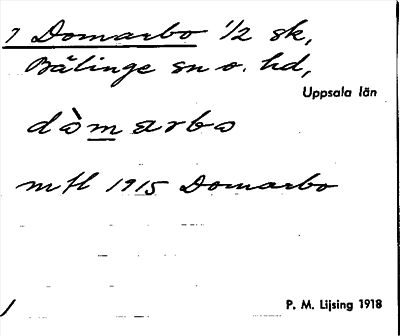 7 Domarbo 1/2 sk,
Bälinge sn o. hd,
Uppsala län
dòmarbo
mtl 1915 Domarbo
P. M. Lijsing 1918